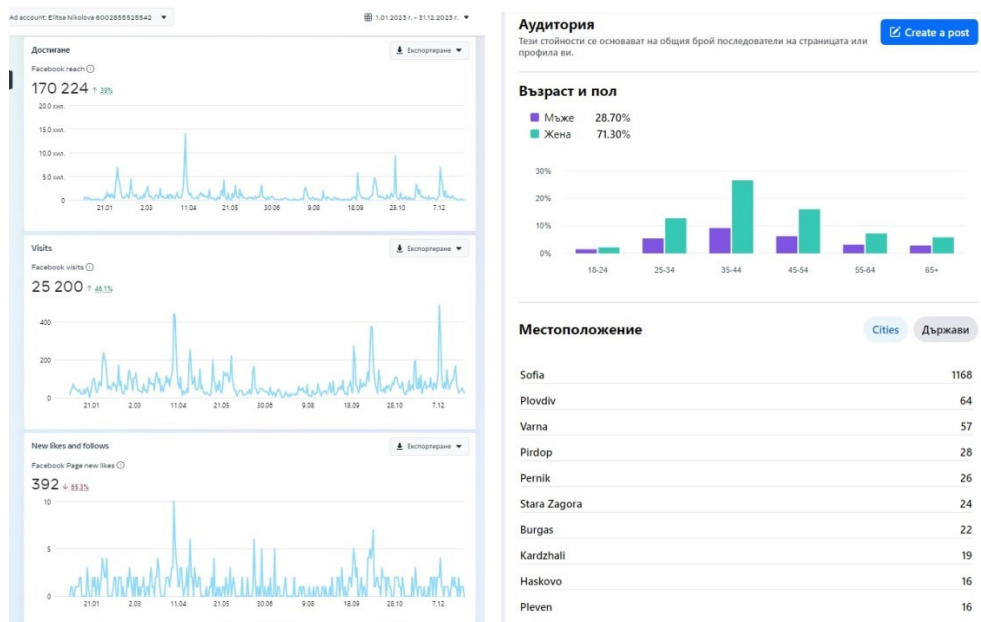 Ad account: Elitsa Nikolova 6002855525542
1.01.2023 г. – 31.12.2023 г.
Достигане
Експортиране
Facebook reach
170 224 ↑ 39%
20.0 хил.
15.0 хил.
10.0 хил.
5.0 хил.
0
21.01 2.03 11.04 21.05 30.06 9.08 18.09 28.10 7.12
Visits
Експортиране
Facebook visits
25 200 ↑ 46.1%
400
200
0
21.01 2.03 11.04 21.05 30.06 9.08 18.09 28.10 7.12
New likes and follows
Експортиране
Facebook Page new likes
392 ↓
10
5
0
21.01 2.03 11.04 21.05 30.06 9.08 18.09 28.10 7.12
Аудитория
Тези стойности се основават на общия брой последователи на страницата или
профила ви.
Create a post
Възраст и пол
Мъже 28.70%
Жена 71.30%
30%
20%
10%
0%
18-24 25-34 35-44 45-54 55-64 65+
Местоположение
Cities Държави
Sofia 1168
Plovdiv 64
Varna 57
Pirdop 28
Pernik 26
Stara Zagora 24
Burgas 22
Kardzhali 19
Haskovo 16
Pleven 16